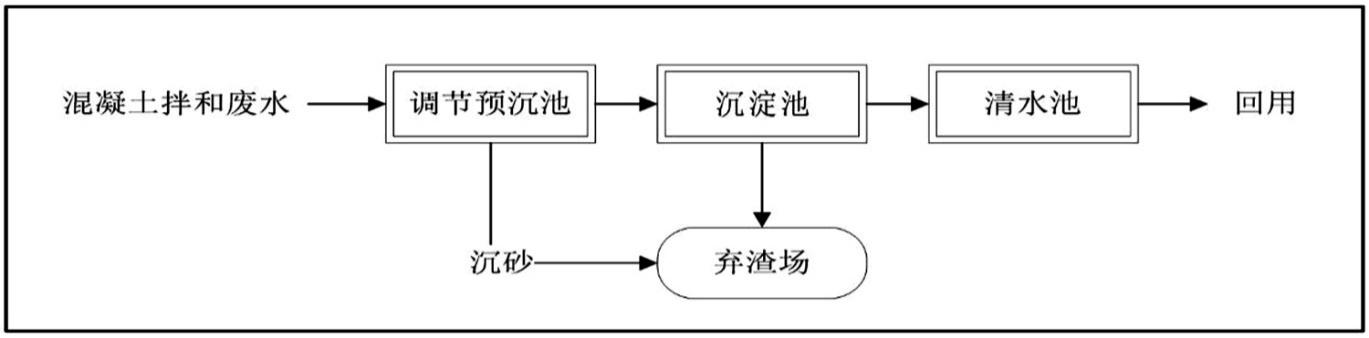 混凝土拌和废水
调节预沉池
沉淀池
清水池
回用
沉砂
弃渣场